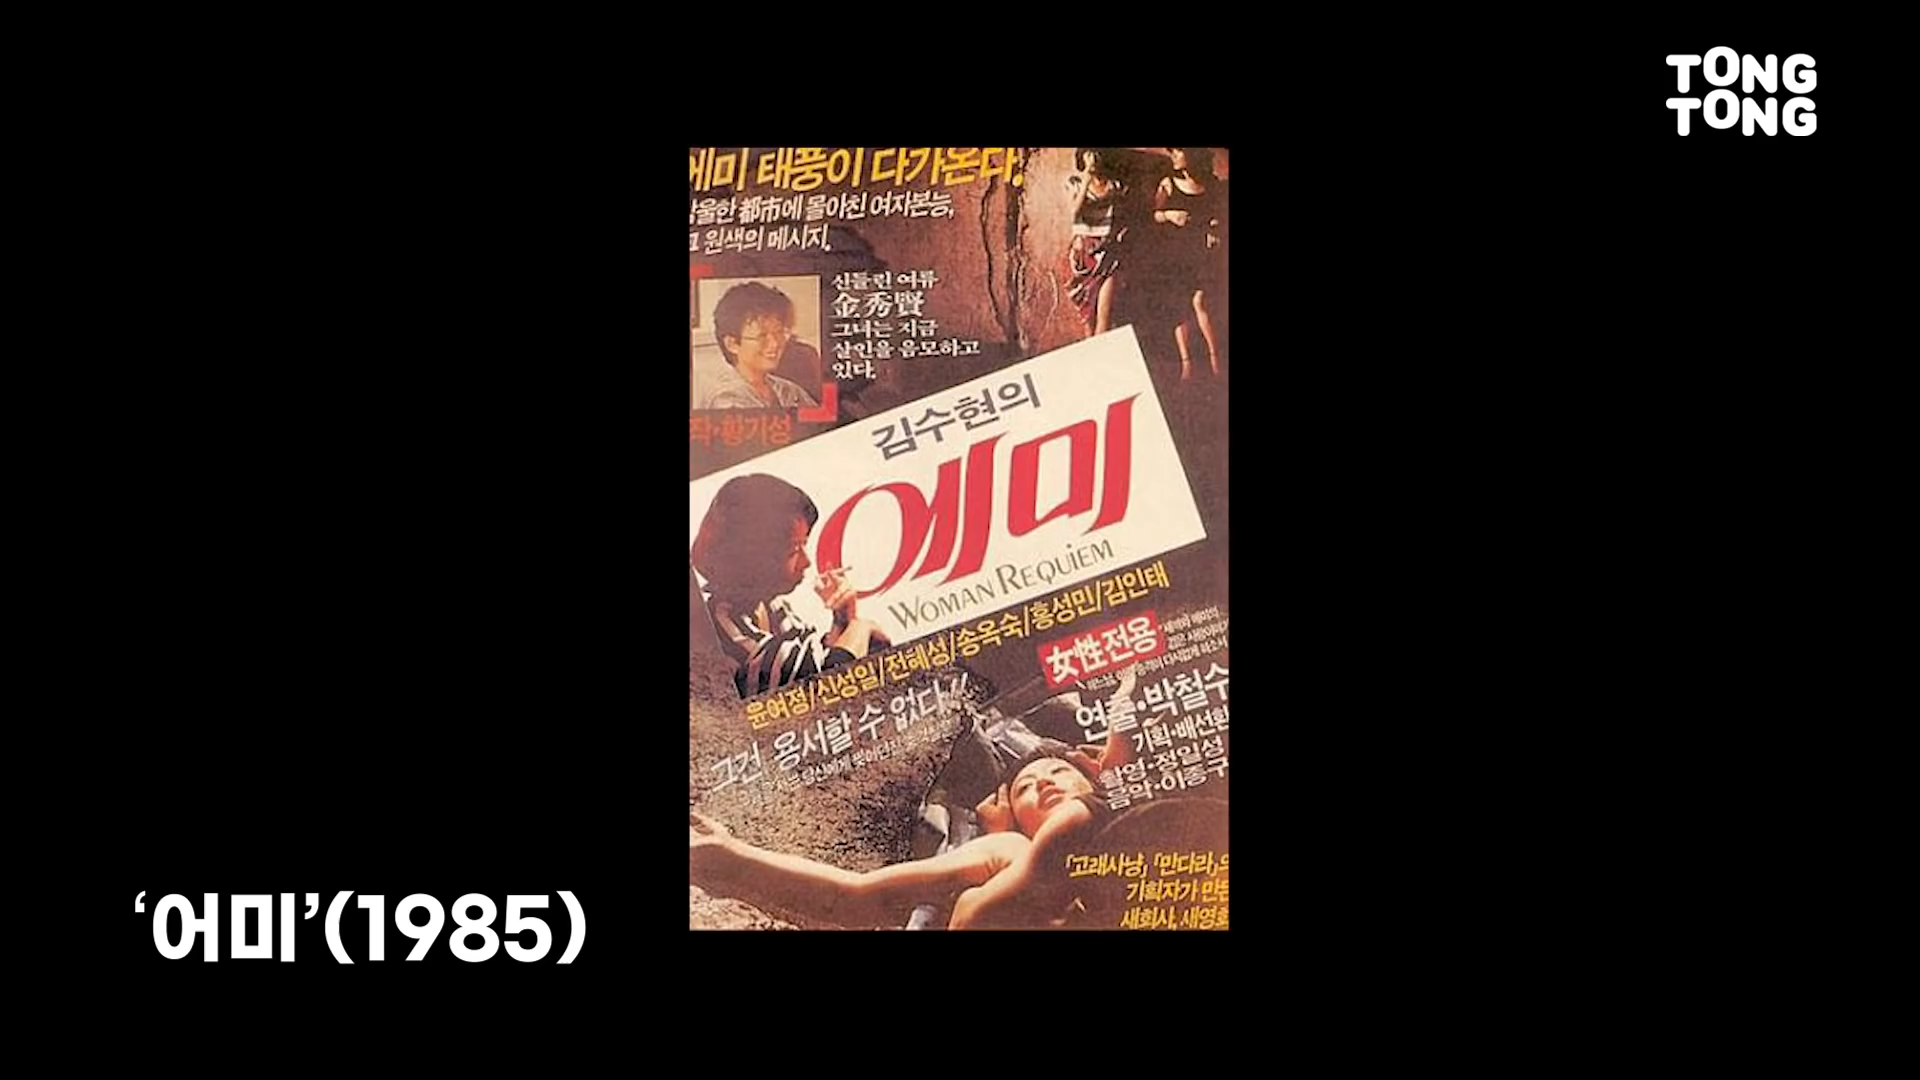 TONG
TONG
에미 태풍이 다가온다.
都市에 몰아친 여자본능,
그 원색의 메시지.
신들린 여류
金秀賢
그녀는 지금
살인을 음모하고
있다.
작·황기성
김수현의
에미
WOMAN REQUiEM
윤여정/신성일/전혜성/송옥숙/홍성민/김인태
女性전용
그건 용서할 수 없다!!
연출·박철수
기획·배선환
촬영·정일성
음악·이종구
「고래사냥」, 「만다라」의
기획자가 만든
새회사, 새영화
‘어미’(1985)